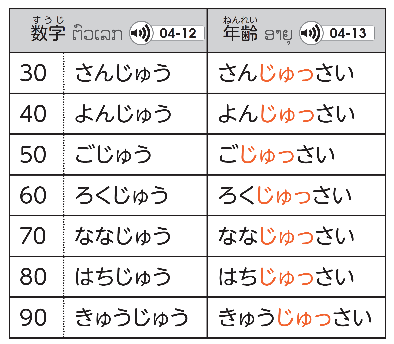 すうじ ねんれい
数字 ຕົວເລກ 04-12 年齢 ອາຍຸ 04-13
30 さんじゅう さんじゅっさい
40 よんじゅう よんじゅっさい
50 ごじゅう ごじゅっさい
60 ろくじゅう ろくじゅっさい
70 ななじゅう ななじゅっさい
80 はちじゅう はちじゅっさい
90 きゅうじゅう きゅうじゅっさい